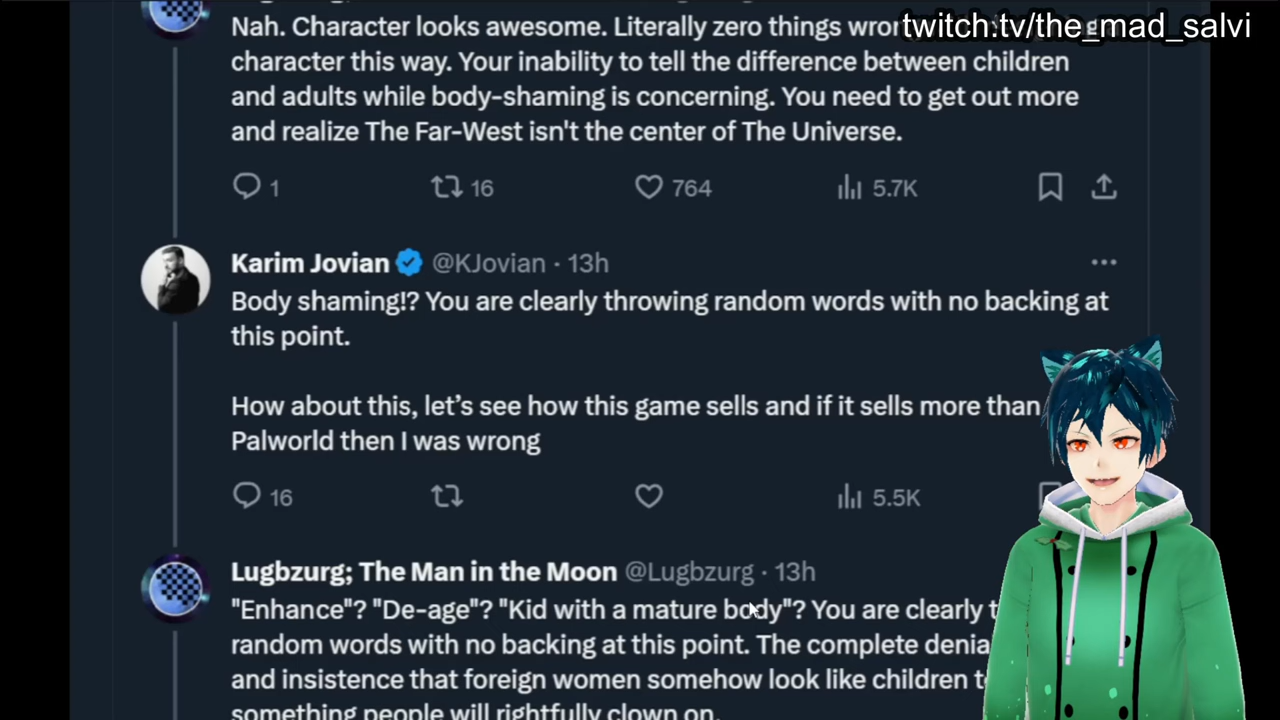 twitch.tv/the_mad_salvi
Nah. Character looks awesome. Literally zero things
character this way. Your inability to tell the difference between children
and adults while body-shaming is concerning. You need to get out more
and realize The Far-West isn't the center of The Universe.
1 16 764 5.7K
Karim Jovian @KJovian · 13h
Body shaming!? You are clearly throwing random words with no backing at
this point.
How about this, let’s see how this game sells and if it sells more than
Palworld then I was wrong
16 5.5K
Lugbzurg; The Man in the Moon @Lugbzurg · 13h
"Enhance"? "De-age"? "Kid with a mature body"? You are clearly
random words with no backing at this point. The complete
and insistence that foreign women somehow look like children
something people will rightfully clown on.